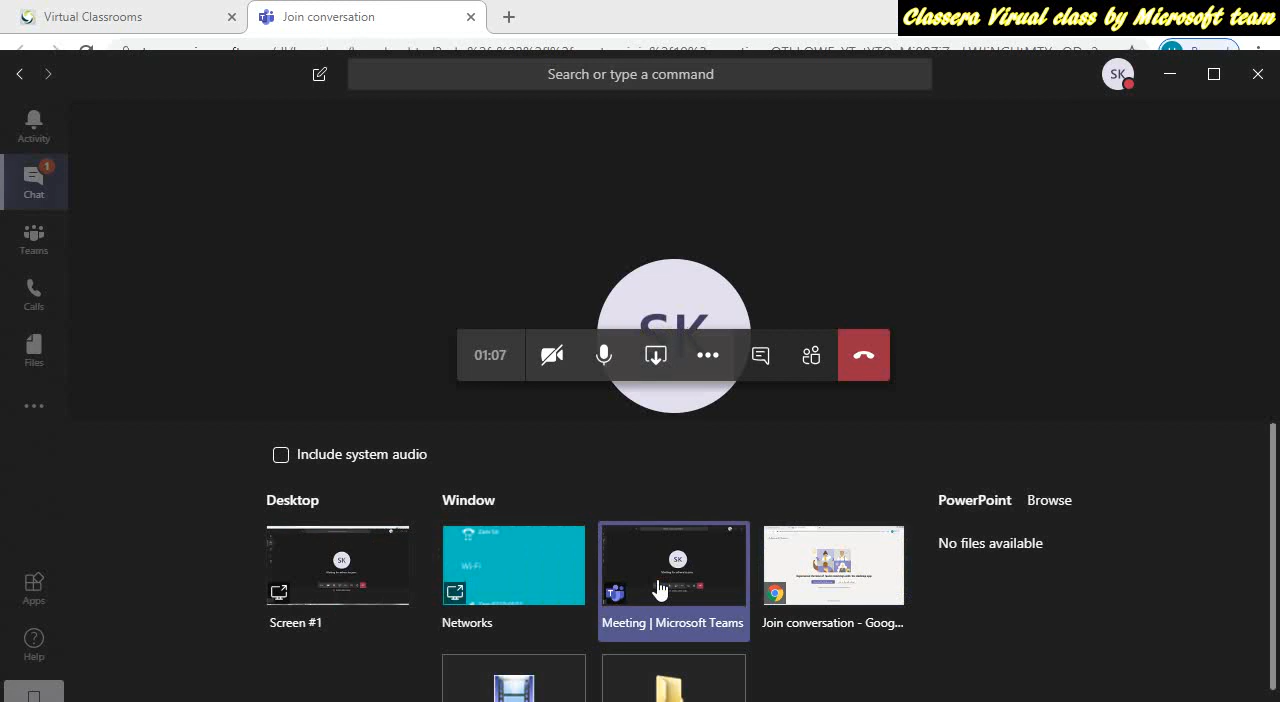 Virtual Classrooms
Join conversation
Classera Virual class by Microsoft team
Search or type a command
SK
Activity
1
Chat
Teams
Calls
Files
SK
01:07
Include system audio
Desktop
Window
PowerPoint
Browse
No files available
Screen #1
Networks
Meeting | Microsoft Teams
Join conversation - Goog...
Apps
Help